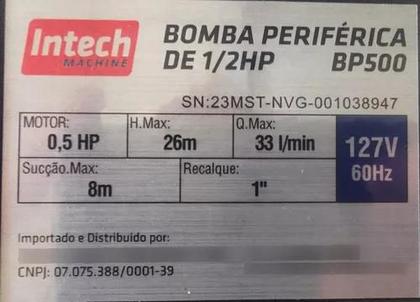 Intech
MACHINE
BOMBA PERIFÉRICA
DE 1/2HP BP500
SN:23MST-NVG-001038947
MOTOR: H.Max: Q.Max:
0,5 HP 26m 33 l/min 127V
Sucção.Max: Recalque: 60Hz
8m 1"
Importado e Distribuido por:
CNPJ: 07.075.388/0001-39